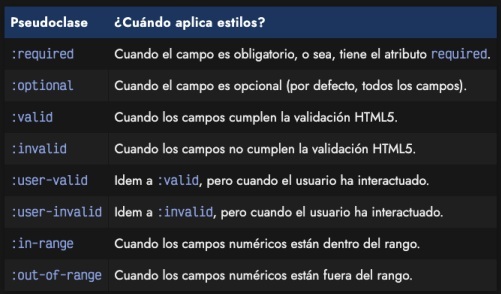 Pseudoclase ¿Cuándo aplica estilos?
:required Cuando el campo es obligatorio, o sea, tiene el atributo required.
:optional Cuando el campo es opcional (por defecto, todos los campos).
:valid Cuando los campos cumplen la validación HTML5.
:invalid Cuando los campos no cumplen la validación HTML5.
:user-valid Idem a :valid, pero cuando el usuario ha interactuado.
:user-invalid Idem a :invalid, pero cuando el usuario ha interactuado.
:in-range Cuando los campos numéricos están dentro del rango.
:out-of-range Cuando los campos numéricos están fuera del rango.